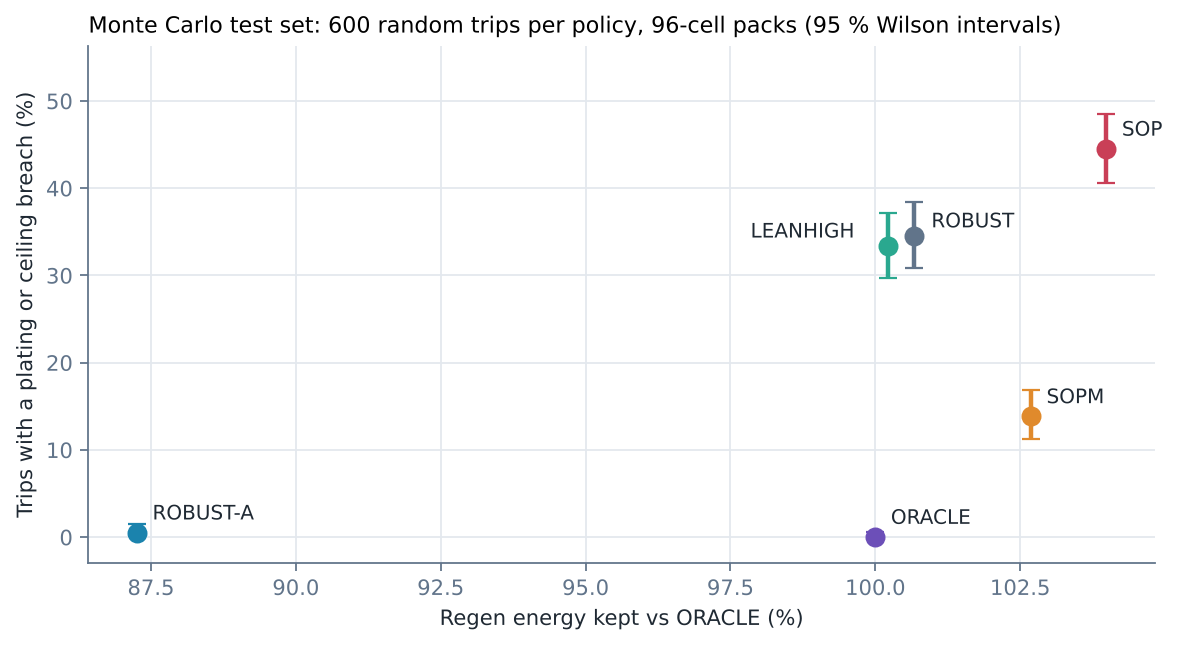 Monte Carlo test set: 600 random trips per policy, 96-cell packs (95 % Wilson intervals)
Trips with a plating or ceiling breach (%)
50
40
30
20
10
0
SOP
LEANHIGH
ROBUST
SOPM
ROBUST-A
ORACLE
87.5
90.0
92.5
95.0
97.5
100.0
102.5
Regen energy kept vs ORACLE (%)